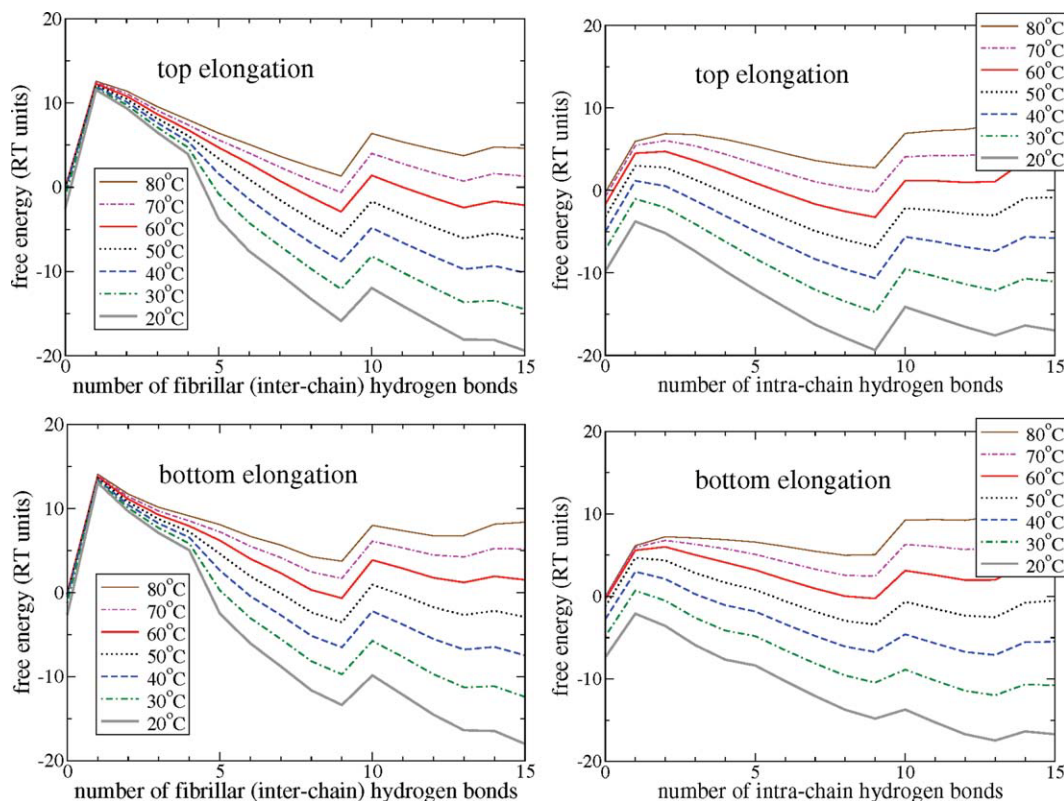 20
10
0
-10
-20
free energy (RT units)
top elongation
80°C
70°C
60°C
50°C
40°C
30°C
20°C
0
5
10
15
number of fibrillar (inter-chain) hydrogen bonds
20
10
0
-10
-20
free energy (RT units)
top elongation
80°C
70°C
60°C
50°C
40°C
30°C
20°C
0
5
10
15
number of intra-chain hydrogen bonds
20
10
0
-10
-20
free energy (RT units)
bottom elongation
80°C
70°C
60°C
50°C
40°C
30°C
20°C
0
5
10
15
number of fibrillar (inter-chain) hydrogen bonds
20
10
0
-10
-20
free energy (RT units)
bottom elongation
80°C
70°C
60°C
50°C
40°C
30°C
20°C
0
5
10
15
number of intra-chain hydrogen bonds